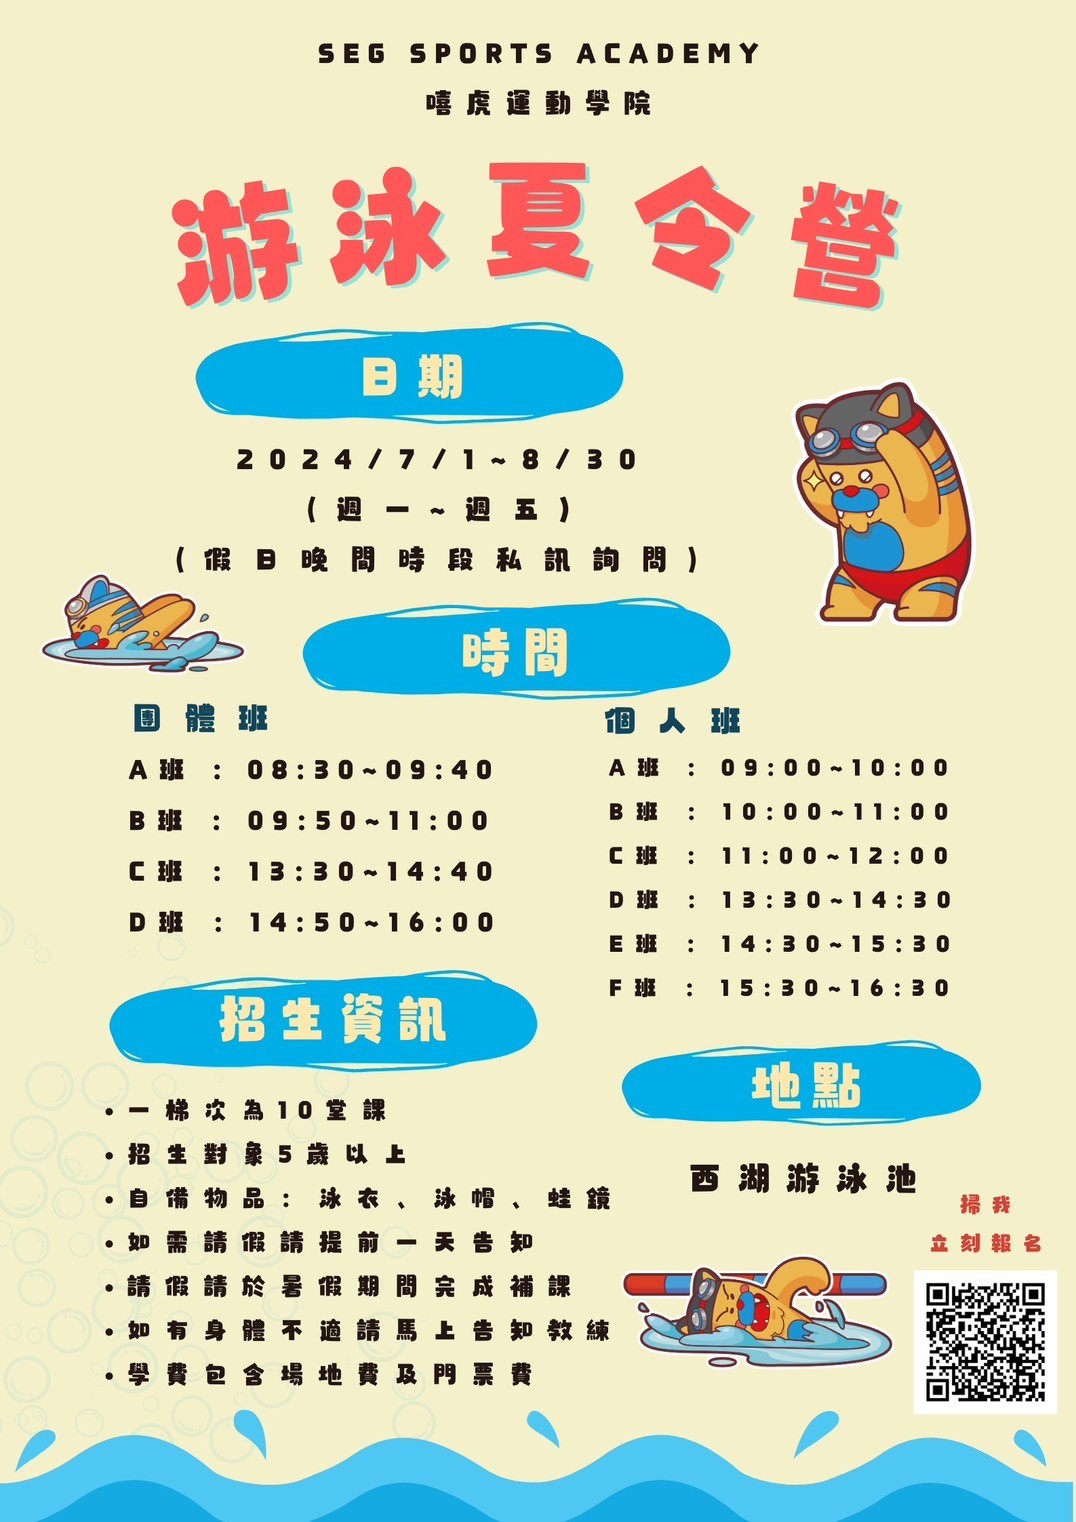 SEG SPORTS ACADEMY
嘻虎運動學院
游泳夏令營
日期
2024/7/1~8/30
(週一~週五)
(假日晚間時段私訊詢問)
時間
團體班
A班 : 08:30~09:40
B班 : 09:50~11:00
C班 : 13:30~14:40
D班 : 14:50~16:00
個人班
A班 : 09:00~10:00
B班 : 10:00~11:00
C班 : 11:00~12:00
D班 : 13:30~14:30
E班 : 14:30~15:30
F班 : 15:30~16:30
招生資訊
• 一梯次為10堂課
• 招生對象5歲以上
• 自備物品: 泳衣、泳帽、蛙鏡
• 如需請假請提前一天告知
• 請假請於暑假期間完成補課
• 如有身體不適請馬上告知教練
• 學費包含場地費及門票費
地點
西湖游泳池
掃我
立刻報名